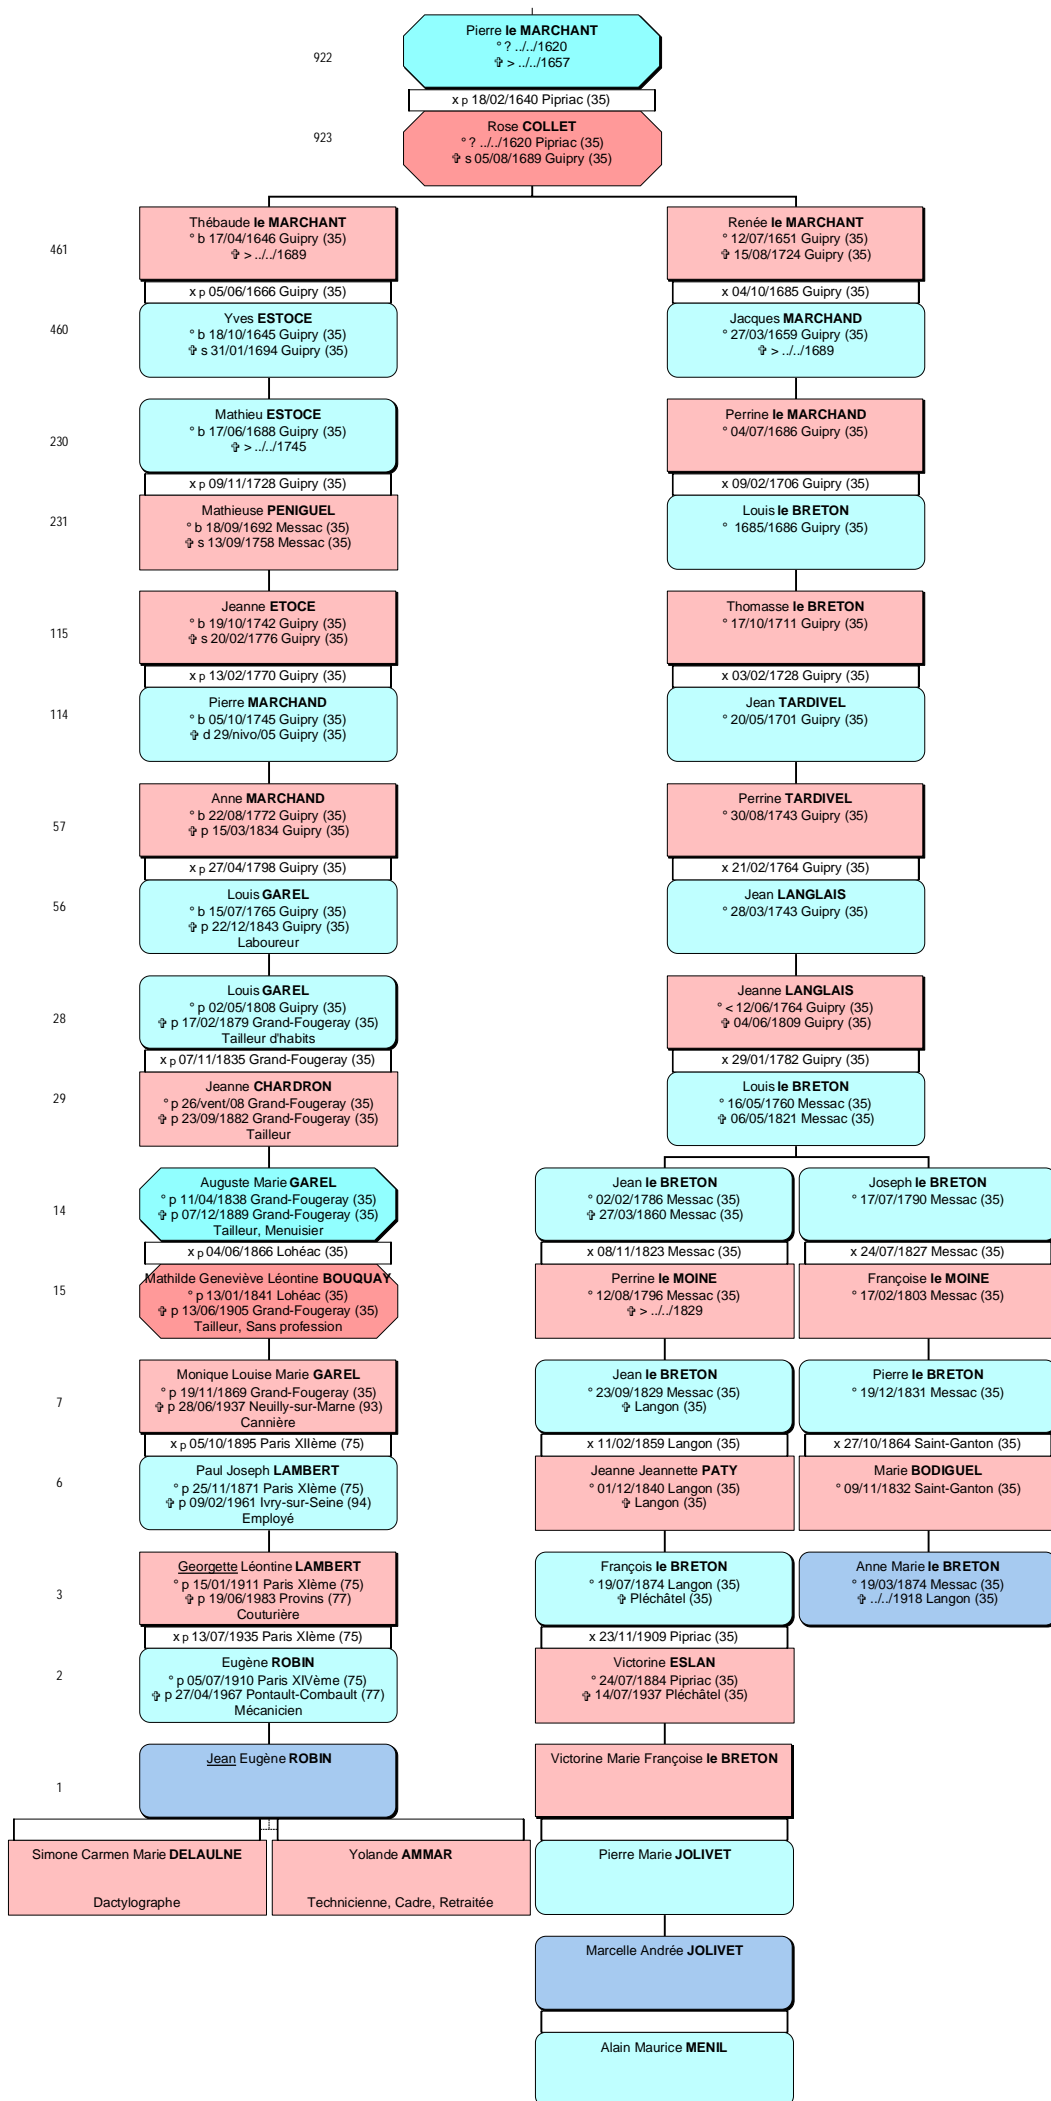 Pierre le MARCHANT
° ? ../../1620
✞ > ../../1657
922
x p 18/02/1640 Pipriac (35)
Rose COLLET
° ? ../../1620 Pipriac (35)
✞ s 05/08/1689 Guipry (35)
923
Thébaude le MARCHANT
° b 17/04/1646 Guipry (35)
✞ > ../../1689
461
x p 05/06/1666 Guipry (35)
Yves ESTOCE
° b 18/10/1645 Guipry (35)
✞ s 31/01/1694 Guipry (35)
460
Renée le MARCHANT
° 12/07/1651 Guipry (35)
✞ 15/08/1724 Guipry (35)
x 04/10/1685 Guipry (35)
Jacques MARCHAND
° 27/03/1659 Guipry (35)
✞ > ../../1689
Mathieu ESTOCE
° b 17/06/1688 Guipry (35)
✞ > ../../1745
230
x p 09/11/1728 Guipry (35)
Mathieuse PENIGUEL
° b 18/09/1692 Messac (35)
✞ s 13/09/1758 Messac (35)
231
Perrine le MARCHAND
° 04/07/1686 Guipry (35)
x 09/02/1706 Guipry (35)
Louis le BRETON
° 1685/1686 Guipry (35)
Jeanne ETOCE
° b 19/10/1742 Guipry (35)
✞ s 20/02/1776 Guipry (35)
115
x p 13/02/1770 Guipry (35)
Pierre MARCHAND
° b 05/10/1745 Guipry (35)
✞ d 29/nivo/05 Guipry (35)
114
Thomasse le BRETON
° 17/10/1711 Guipry (35)
x 03/02/1728 Guipry (35)
Jean TARDIVEL
° 20/05/1701 Guipry (35)
Anne MARCHAND
° b 22/08/1772 Guipry (35)
✞ p 15/03/1834 Guipry (35)
57
x p 27/04/1798 Guipry (35)
Louis GAREL
° b 15/07/1765 Guipry (35)
✞ p 22/12/1843 Guipry (35)
Laboureur
56
Perrine TARDIVEL
° 30/08/1743 Guipry (35)
x 21/02/1764 Guipry (35)
Jean LANGLAIS
° 28/03/1743 Guipry (35)
Louis GAREL
° p 02/05/1808 Guipry (35)
✞ p 17/02/1879 Grand-Fougeray (35)
Tailleur d'habits
28
x p 07/11/1835 Grand-Fougeray (35)
Jeanne CHARDRON
° p 26/vent/08 Grand-Fougeray (35)
✞ p 23/09/1882 Grand-Fougeray (35)
Tailleur
29
Jeanne LANGLAIS
° < 12/06/1764 Guipry (35)
✞ 04/06/1809 Guipry (35)
x 29/01/1782 Guipry (35)
Louis le BRETON
° 16/05/1760 Messac (35)
✞ 06/05/1821 Messac (35)
Auguste Marie GAREL
° p 11/04/1838 Grand-Fougeray (35)
✞ p 07/12/1889 Grand-Fougeray (35)
Tailleur, Menuisier
14
x p 04/06/1866 Lohéac (35)
Mathilde Geneviève Léontine BOUQUAY
° p 13/01/1841 Lohéac (35)
✞ p 13/06/1905 Grand-Fougeray (35)
Tailleur, Sans profession
15
Jean le BRETON
° 02/02/1786 Messac (35)
✞ 27/03/1860 Messac (35)
x 08/11/1823 Messac (35)
Perrine le MOINE
° 12/08/1796 Messac (35)
✞ > ../../1829
Joseph le BRETON
° 17/07/1790 Messac (35)
x 24/07/1827 Messac (35)
Françoise le MOINE
° 17/02/1803 Messac (35)
Monique Louise Marie GAREL
° p 19/11/1869 Grand-Fougeray (35)
✞ p 28/06/1937 Neuilly-sur-Marne (93)
Cannière
7
x p 05/10/1895 Paris XIIème (75)
Paul Joseph LAMBERT
° p 25/11/1871 Paris XIème (75)
✞ p 09/02/1961 Ivry-sur-Seine (94)
Employé
6
Jean le BRETON
° 23/09/1829 Messac (35)
✞ Langon (35)
x 11/02/1859 Langon (35)
Jeanne Jeannette PATY
° 01/12/1840 Langon (35)
✞ Langon (35)
Pierre le BRETON
° 19/12/1831 Messac (35)
x 27/10/1864 Saint-Ganton (35)
Marie BODIGUEL
° 09/11/1832 Saint-Ganton (35)
Georgette Léontine LAMBERT
° p 15/01/1911 Paris XIème (75)
✞ p 19/06/1983 Provins (77)
Couturière
3
x p 13/07/1935 Paris XIème (75)
Eugène ROBIN
° p 05/07/1910 Paris XIVème (75)
✞ p 27/04/1967 Pontault-Combault (77)
Mécanicien
2
François le BRETON
° 19/07/1874 Langon (35)
✞ Pléchâtel (35)
x 23/11/1909 Pipriac (35)
Victorine ESLAN
° 24/07/1884 Pipriac (35)
✞ 14/07/1937 Pléchâtel (35)
Anne Marie le BRETON
° 19/03/1874 Messac (35)
✞ ../../1918 Langon (35)
Jean Eugène ROBIN
1
Simone Carmen Marie DELAULNE
Dactylographe
Yolande AMMAR
Technicienne, Cadre, Retraitée
Victorine Marie Françoise le BRETON
Pierre Marie JOLIVET
Marcelle Andrée JOLIVET
Alain Maurice MENIL